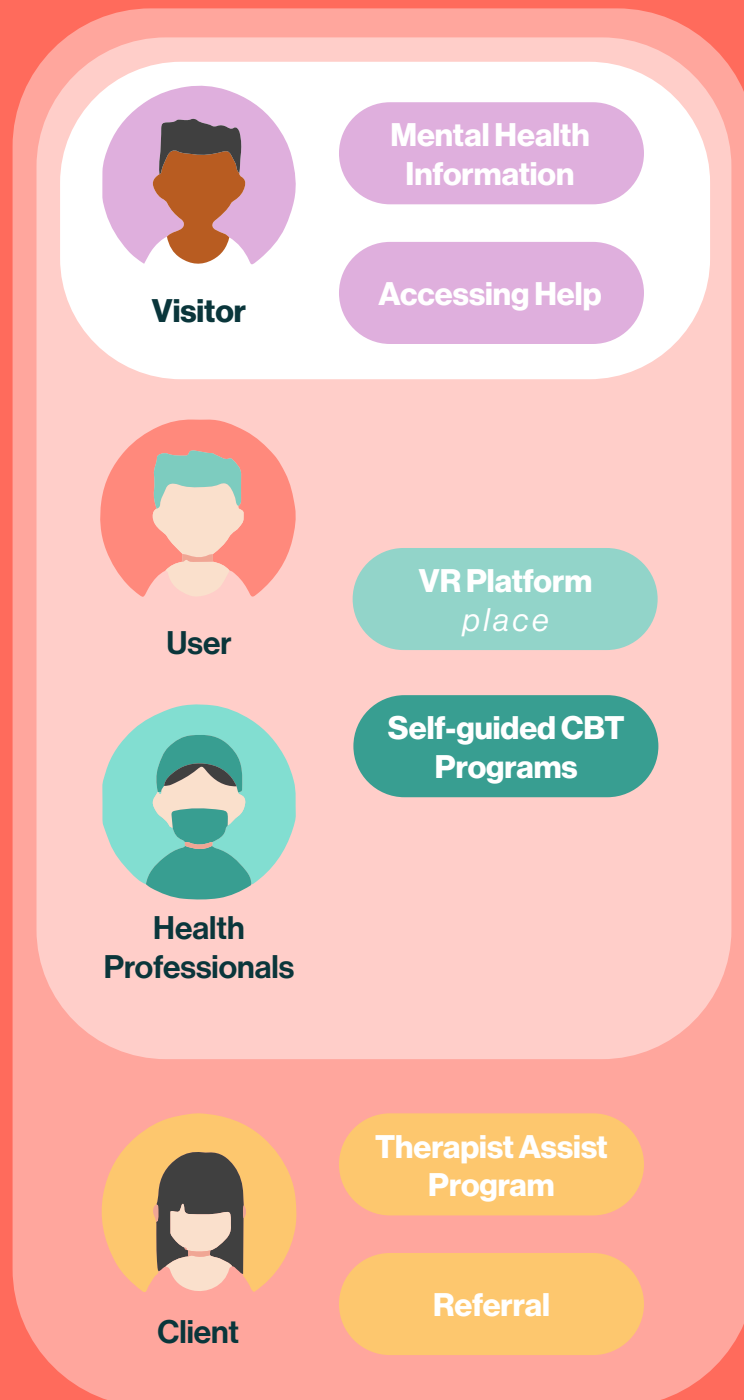 Mental Health
Information
Accessing Help
Visitor
VR Platform
place
User
Self-guided CBT
Programs
Health
Professionals
Therapist Assist
Program
Referral
Client